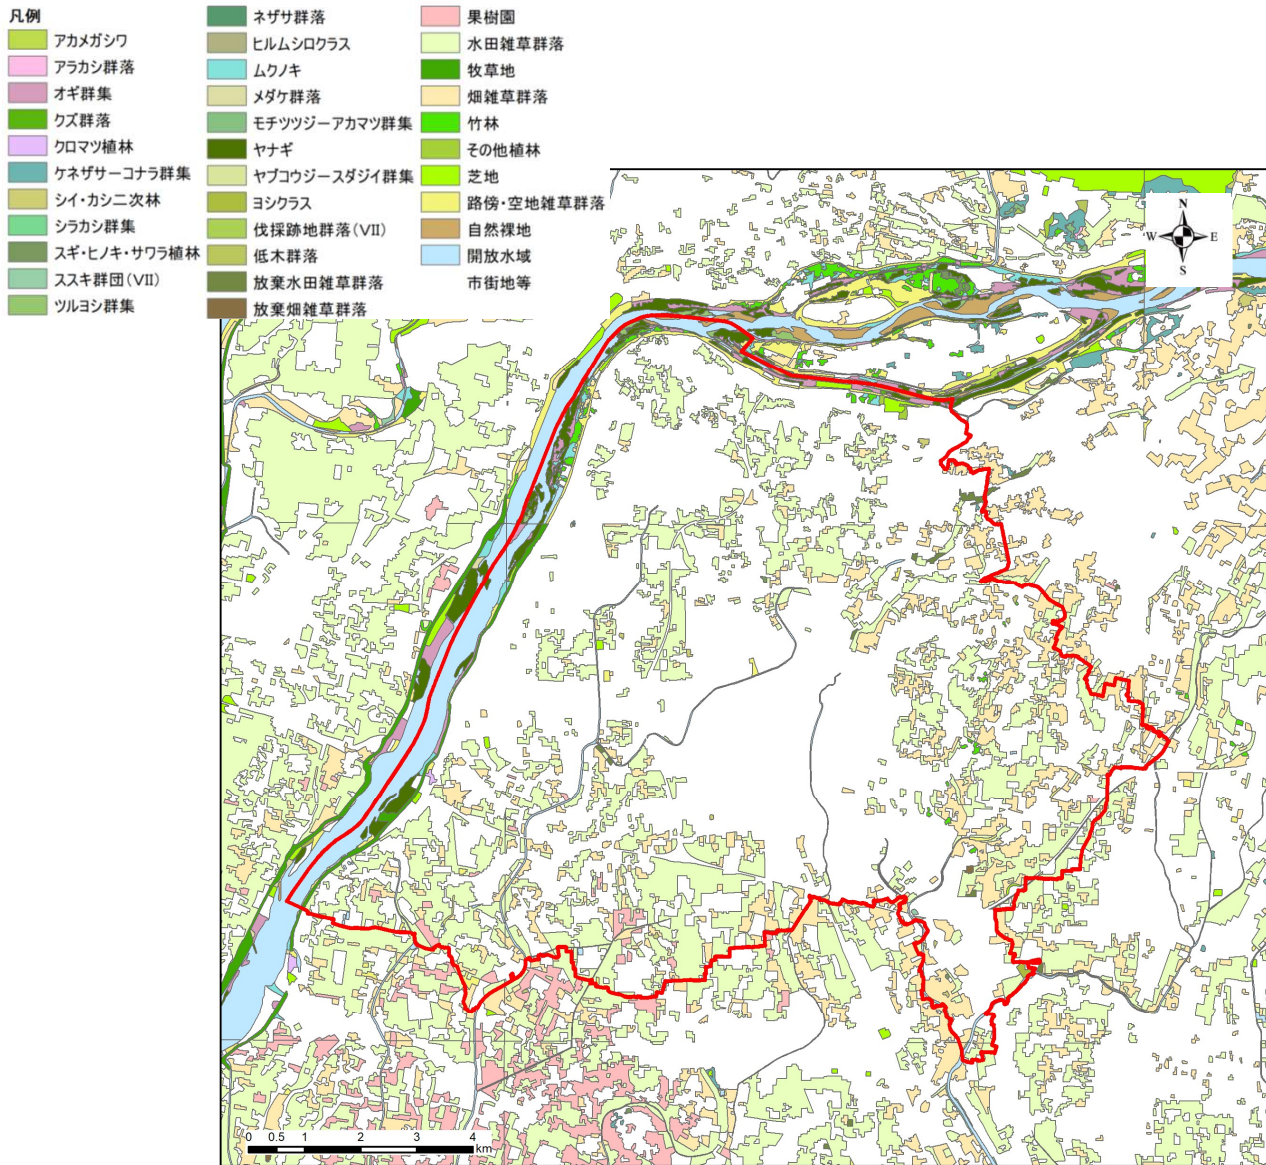 凡例
アカメガシワ
アラカシ群落
オギ群集
クズ群落
クロマツ植林
ケネザサーコナラ群集
シイ・カシ二次林
シラカシ群集
スギ・ヒノキ・サワラ植林
ススキ群団(VII)
ツルヨシ群集
ネザサ群落
ヒルムシロクラス
ムクノキ
メダケ群落
モチツツジーアカマツ群集
ヤナギ
ヤブコウジースダジイ群集
ヨシクラス
伐採跡地群落(VII)
低木群落
放棄水田雑草群落
放棄畑雑草群落
果樹園
水田雑草群落
牧草地
畑雑草群落
竹林
その他植林
芝地
路傍・空地雑草群落
自然裸地
開放水域
市街地等
N
W E
S
0 0.5 1 2 3 4
km